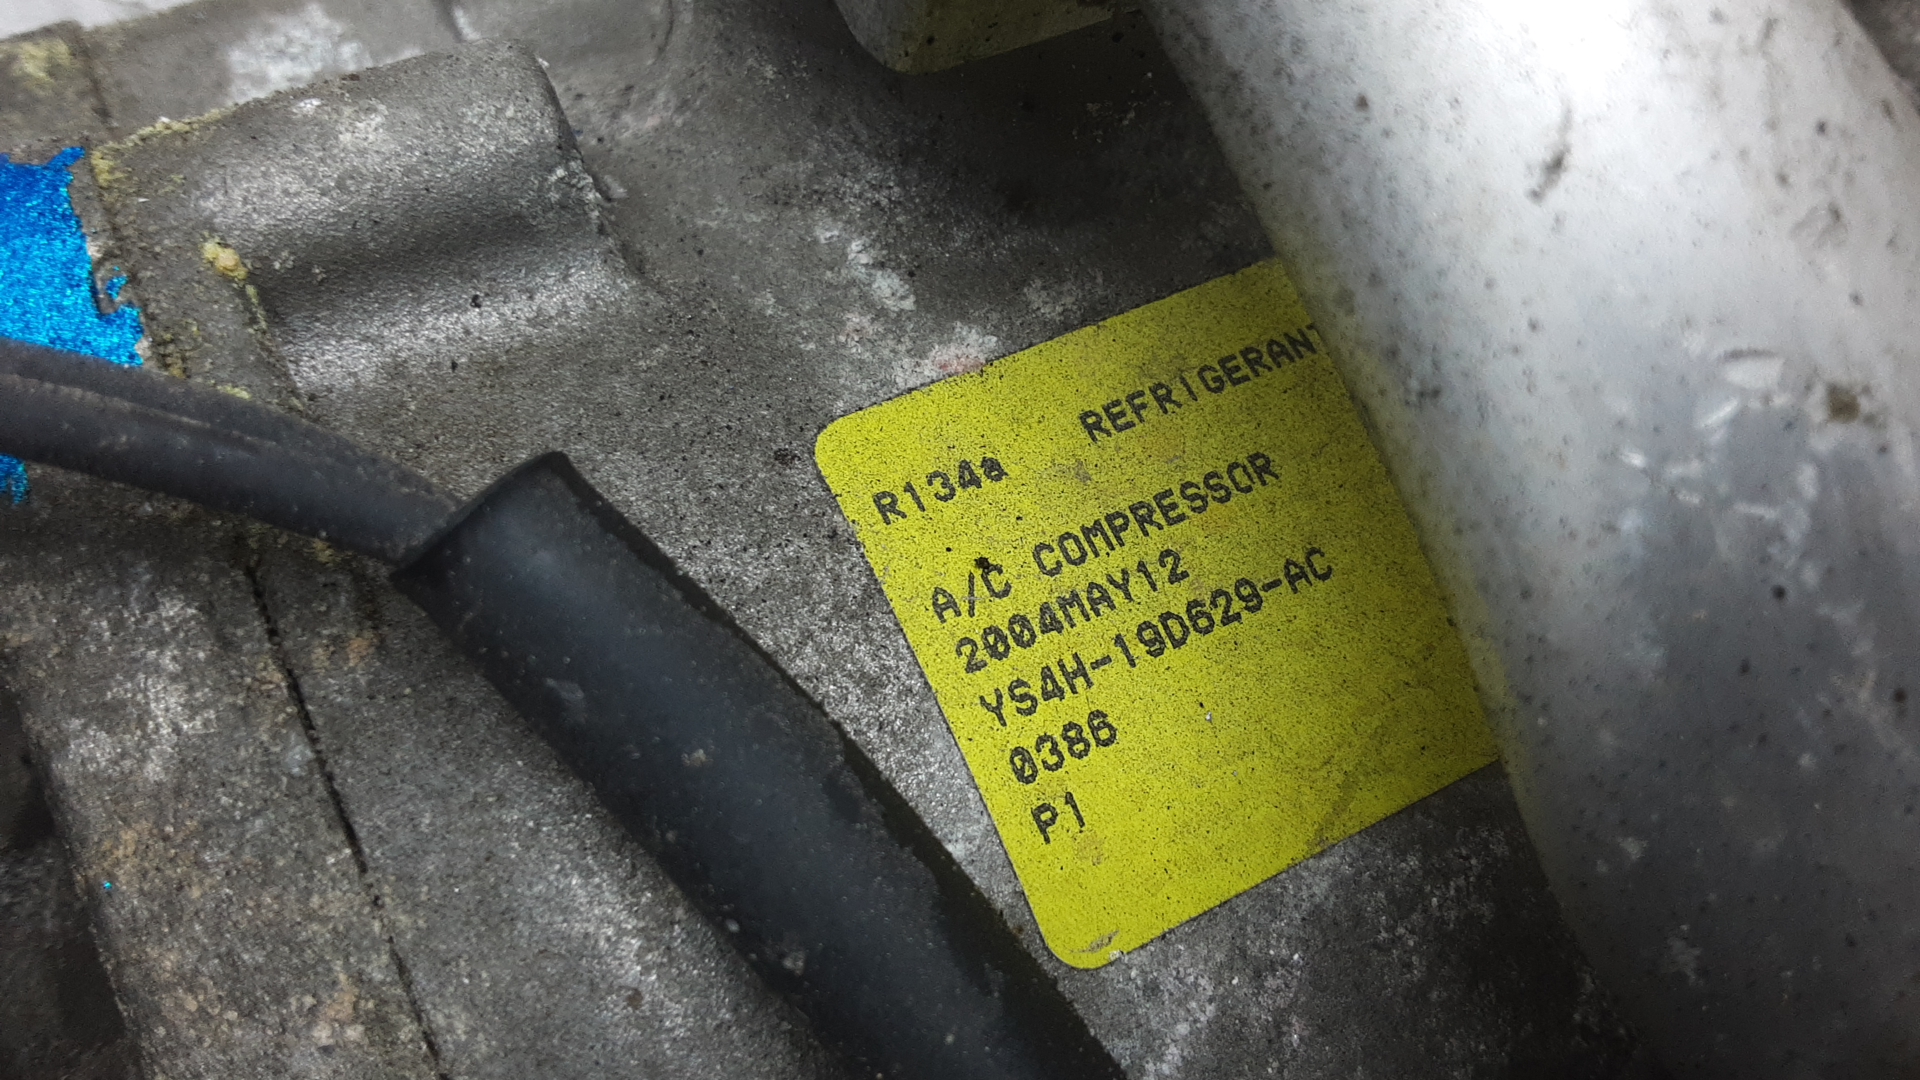 R134a REFRIGERANT
A/C COMPRESSOR
2004MAY12
YS4H-19D629-AC
0386
P1